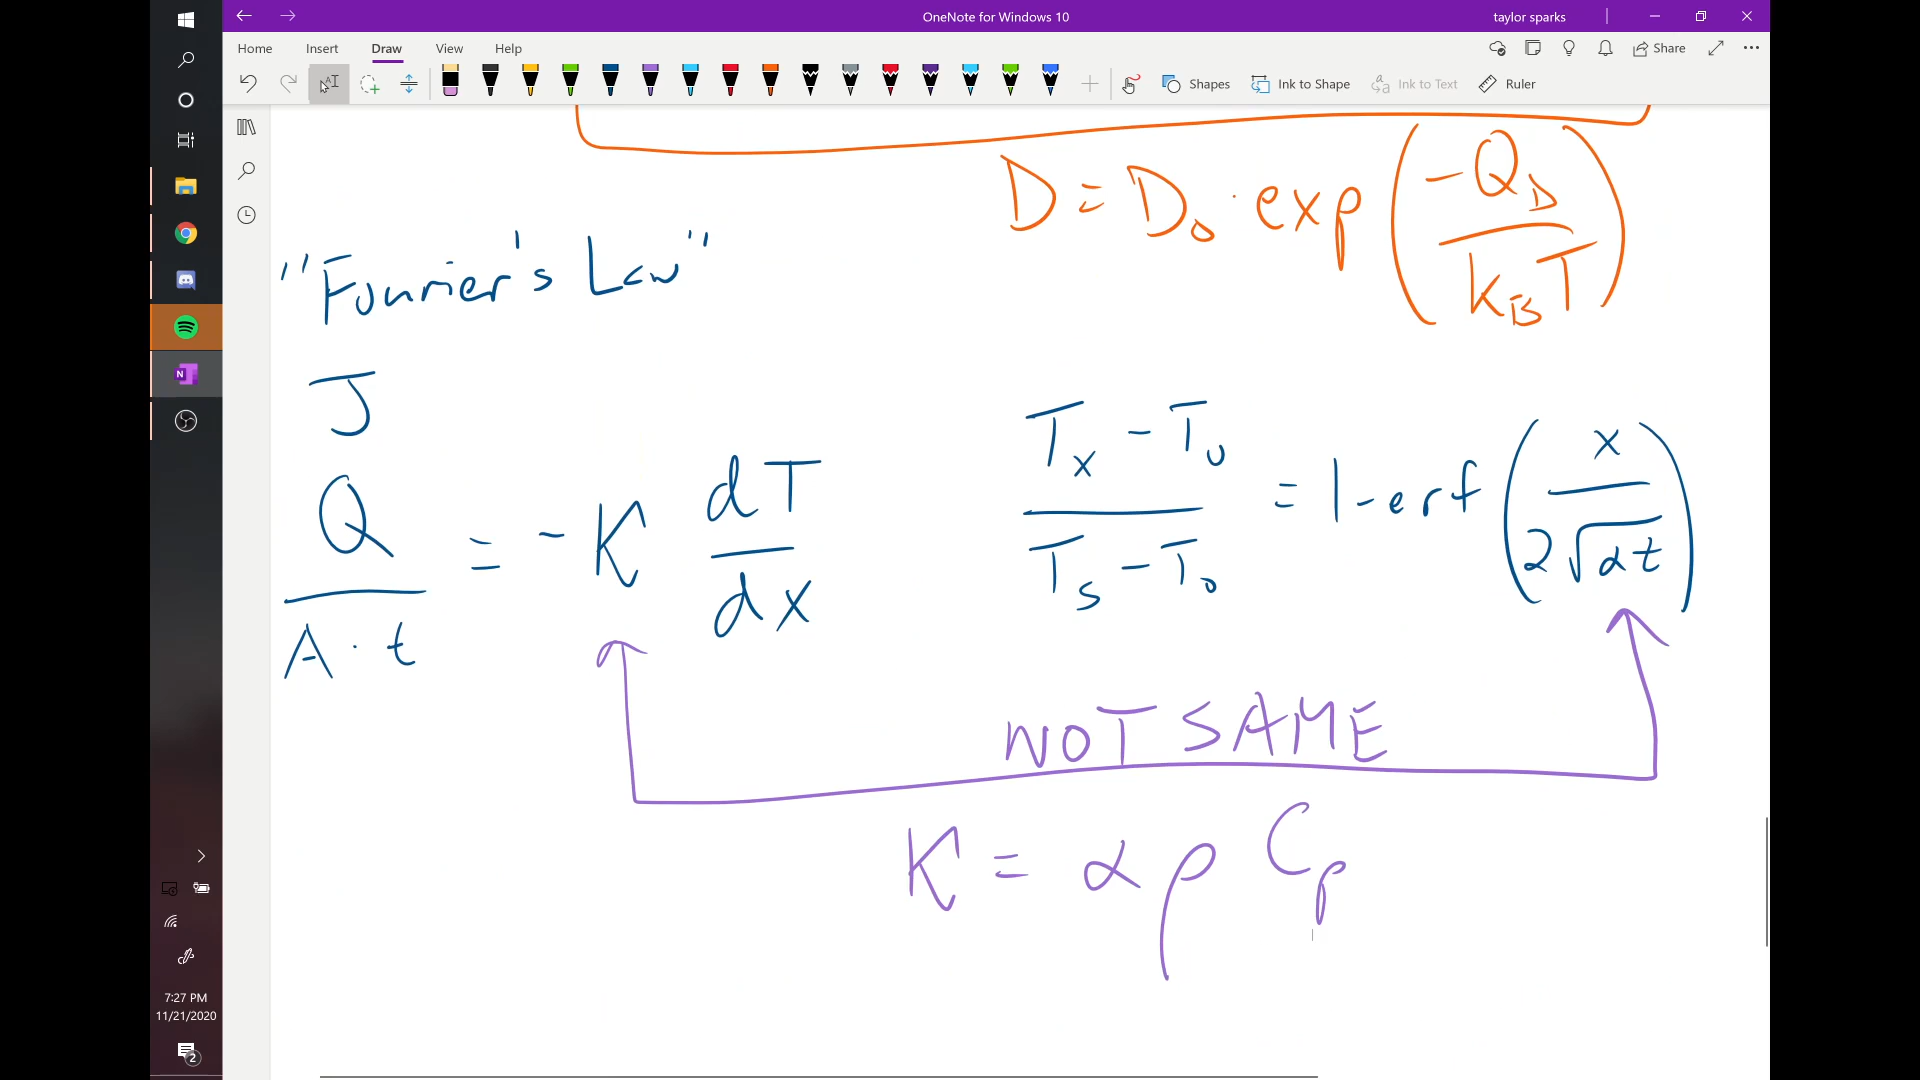 OneNote for Windows 10
taylor sparks
Home Insert Draw View Help
Share
Shapes Ink to Shape Ink to Text Ruler
D = D₀ · exp (-Q_D / k_B T)
"Fourier's Law"
J
Q / A · t = -K dT / dx
T_x - T₀ / T_s - T₀ = 1 - erf (x / 2 √αt)
NOT SAME
K = α ρ C_p
7:27 PM
11/21/2020
2